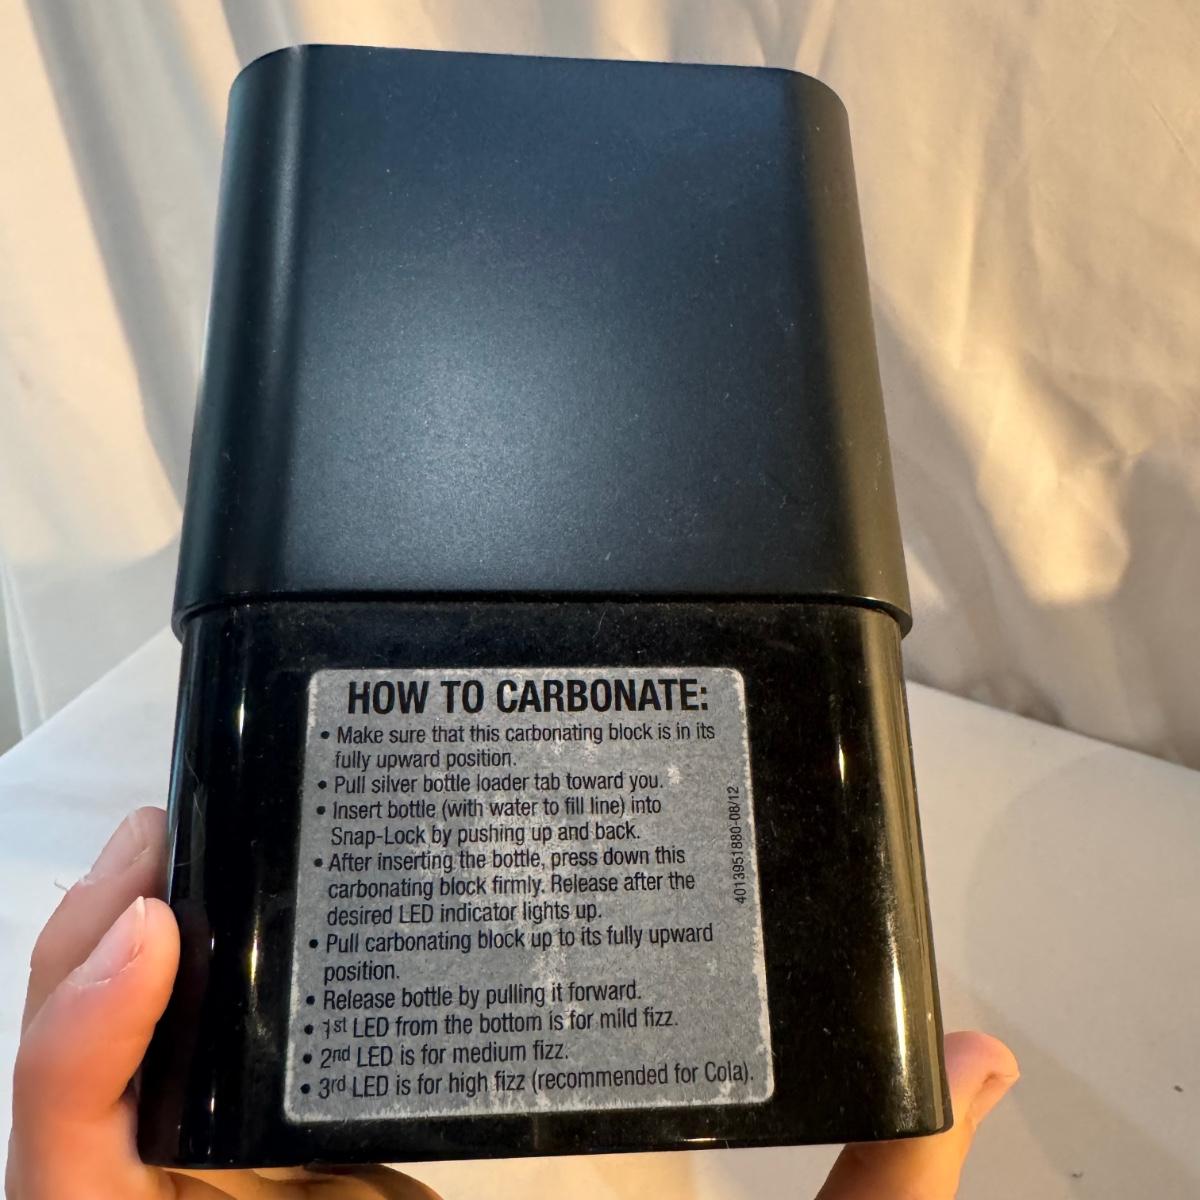 HOW TO CARBONATE:
• Make sure that this carbonating block is in its
fully upward position.
• Pull silver bottle loader tab toward you.
• Insert bottle (with water to fill line) into
Snap-Lock by pushing up and back.
• After inserting the bottle, press down this
carbonating block firmly. Release after the
desired LED indicator lights up.
• Pull carbonating block up to its fully upward
position.
• Release bottle by pulling it forward.
• 1st LED from the bottom is for mild fizz.
• 2nd LED is for medium fizz.
• 3rd LED is for high fizz (recommended for Cola).
4013951880-08/12